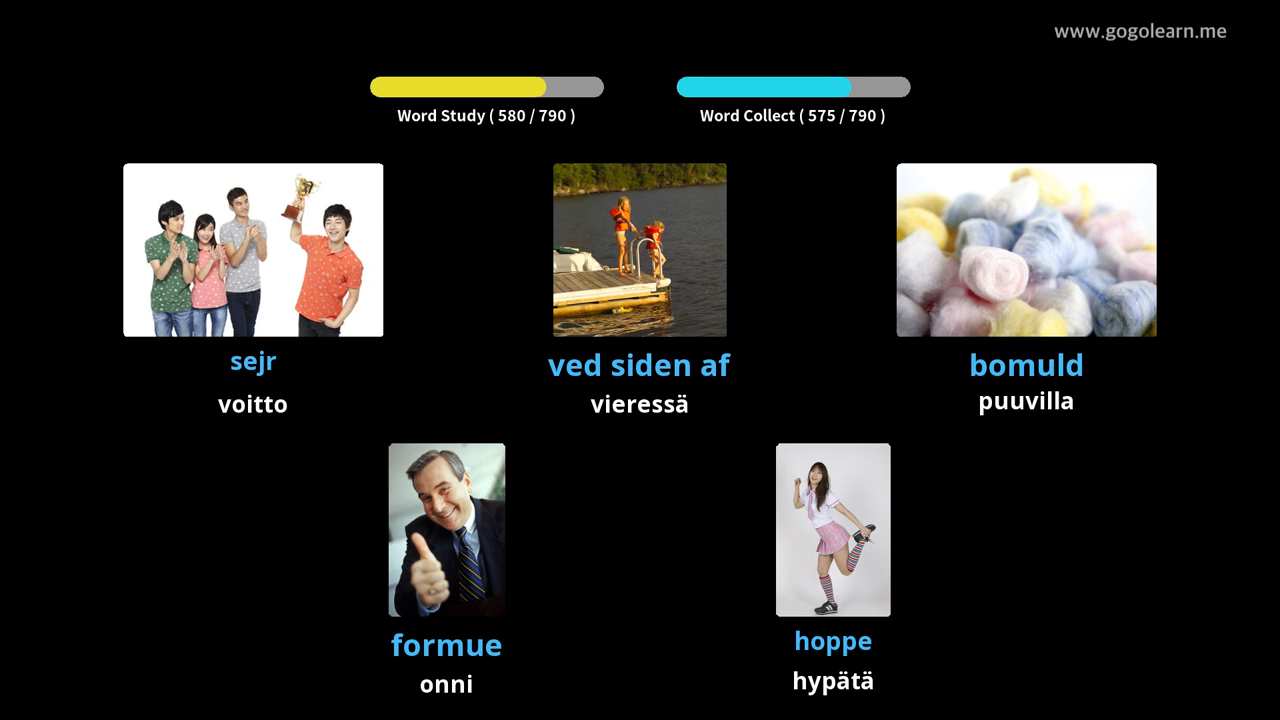 www.gogolearn.me
Word Study ( 580 / 790 )
Word Collect ( 575 / 790 )
sejr
voitto
ved siden af
vieressä
bomuld
puuvilla
formue
onni
hoppe
hypätä